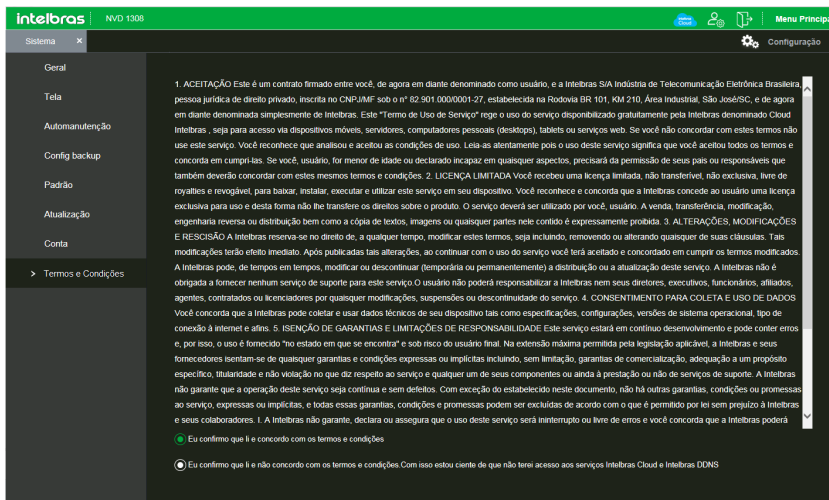 intelbras NVD 1308 Intelbras Cloud Menu Principa
Sistema × Configuração
Geral
Tela
Automanutenção
Config backup
Padrão
Atualização
Conta
> Termos e Condições
1. ACEITAÇÃO Este é um contrato firmado entre você, de agora em diante denominado como usuário, e a Intelbras S/A Indústria de Telecomunicação Eletrônica Brasileira,
pessoa jurídica de direito privado, inscrita no CNPJ/MF sob o n° 82.901.000/0001-27, estabelecida na Rodovia BR 101, KM 210, Área Industrial, São José/SC, e de agora
em diante denominada simplesmente de Intelbras. Este "Termo de Uso de Serviço" rege o uso do serviço disponibilizado gratuitamente pela Intelbras denominado Cloud
Intelbras , seja para acesso via dispositivos móveis, servidores, computadores pessoais (desktops), tablets ou serviços web. Se você não concordar com estes termos não
use este serviço. Você reconhece que analisou e aceitou as condições de uso. Leia-as atentamente pois o uso deste serviço significa que você aceitou todos os termos e
concorda em cumpri-las. Se você, usuário, for menor de idade ou declarado incapaz em quaisquer aspectos, precisará da permissão de seus pais ou responsáveis que
também deverão concordar com estes mesmos termos e condições. 2. LICENÇA LIMITADA Você recebeu uma licença limitada, não transferível, não exclusiva, livre de
royalties e revogável, para baixar, instalar, executar e utilizar este serviço em seu dispositivo. Você reconhece e concorda que a Intelbras concede ao usuário uma licença
exclusiva para uso e desta forma não lhe transfere os direitos sobre o produto. O serviço deverá ser utilizado por você, usuário. A venda, transferência, modificação,
engenharia reversa ou distribuição bem como a cópia de textos, imagens ou quaisquer partes nele contido é expressamente proibida. 3. ALTERAÇÕES, MODIFICAÇÕES
E RESCISÃO A Intelbras reserva-se no direito de, a qualquer tempo, modificar estes termos, seja incluindo, removendo ou alterando quaisquer de suas cláusulas. Tais
modificações terão efeito imediato. Após publicadas tais alterações, ao continuar com o uso do serviço você terá aceitado e concordado em cumprir os termos modificados.
A Intelbras pode, de tempos em tempos, modificar ou descontinuar (temporária ou permanentemente) a distribuição ou a atualização deste serviço. A Intelbras não é
obrigada a fornecer nenhum serviço de suporte para este serviço.O usuário não poderá responsabilizar a Intelbras nem seus diretores, executivos, funcionários, afiliados,
agentes, contratados ou licenciadores por quaisquer modificações, suspensões ou descontinuidade do serviço. 4. CONSENTIMENTO PARA COLETA E USO DE DADOS
Você concorda que a Intelbras pode coletar e usar dados técnicos de seu dispositivo tais como especificações, configurações, versões de sistema operacional, tipo de
conexão à internet e afins. 5. ISENÇÃO DE GARANTIAS E LIMITAÇÕES DE RESPONSABILIDADE Este serviço estará em contínuo desenvolvimento e pode conter erros
e, por isso, o uso é fornecido "no estado em que se encontra" e sob risco do usuário final. Na extensão máxima permitida pela legislação aplicável, a Intelbras e seus
fornecedores isentam-se de quaisquer garantias e condições expressas ou implícitas incluindo, sem limitação, garantias de comercialização, adequação a um propósito
específico, titularidade e não violação no que diz respeito ao serviço e qualquer um de seus componentes ou ainda à prestação ou não de serviços de suporte. A Intelbras
não garante que a operação deste serviço seja contínua e sem defeitos. Com exceção do estabelecido neste documento, não há outras garantias, condições ou promessas
ao serviço, expressas ou implícitas, e todas essas garantias, condições e promessas podem ser excluídas de acordo com o que é permitido por lei sem prejuízo à Intelbras
e seus colaboradores. I. A Intelbras não garante, declara ou assegura que o uso deste serviço será ininterrupto ou livre de erros e você concorda que a Intelbras poderá
Eu confirmo que li e concordo com os termos e condições
Eu confirmo que li e não concordo com os termos e condições.Com isso estou ciente de que não terei acesso aos serviços Intelbras Cloud e Intelbras DDNS